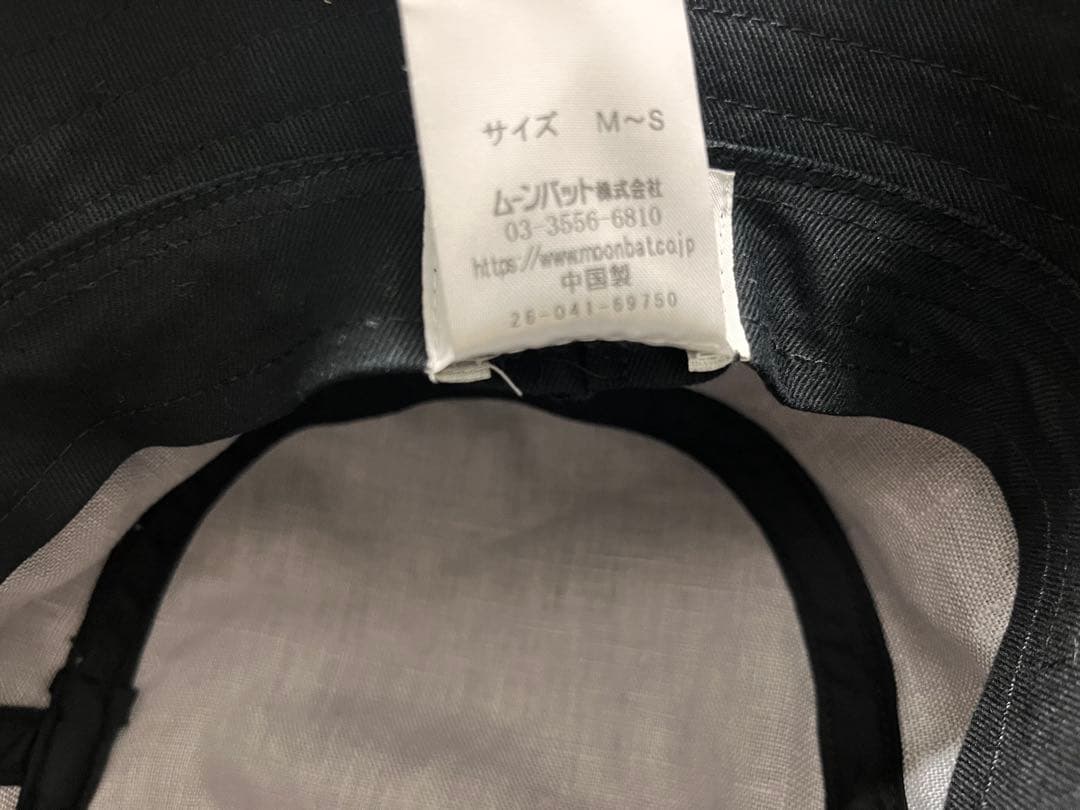 サイズ M～S
ムーンバット株式会社
03-3556-6810
https://www.moonbat.co.jp
中国製
26-041-69750